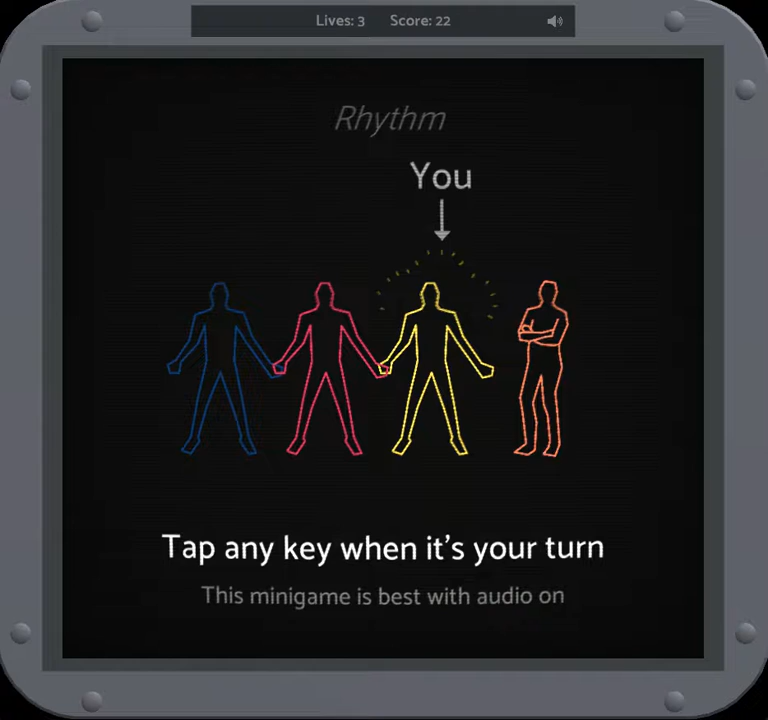 Lives: 3 Score: 22
Rhythm
You
Tap any key when it's your turn
This minigame is best with audio on